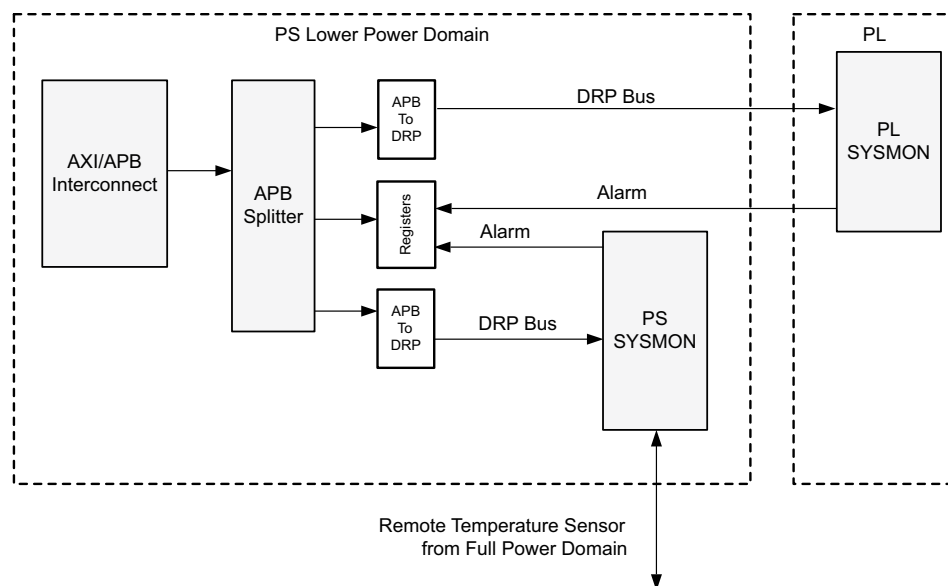 PS Lower Power Domain
PL
AXI/APB
Interconnect
APB
Splitter
APB
To
DRP
DRP Bus
PL
SYSMON
Registers
Alarm
Alarm
APB
To
DRP
DRP Bus
PS
SYSMON
Remote Temperature Sensor
from Full Power Domain